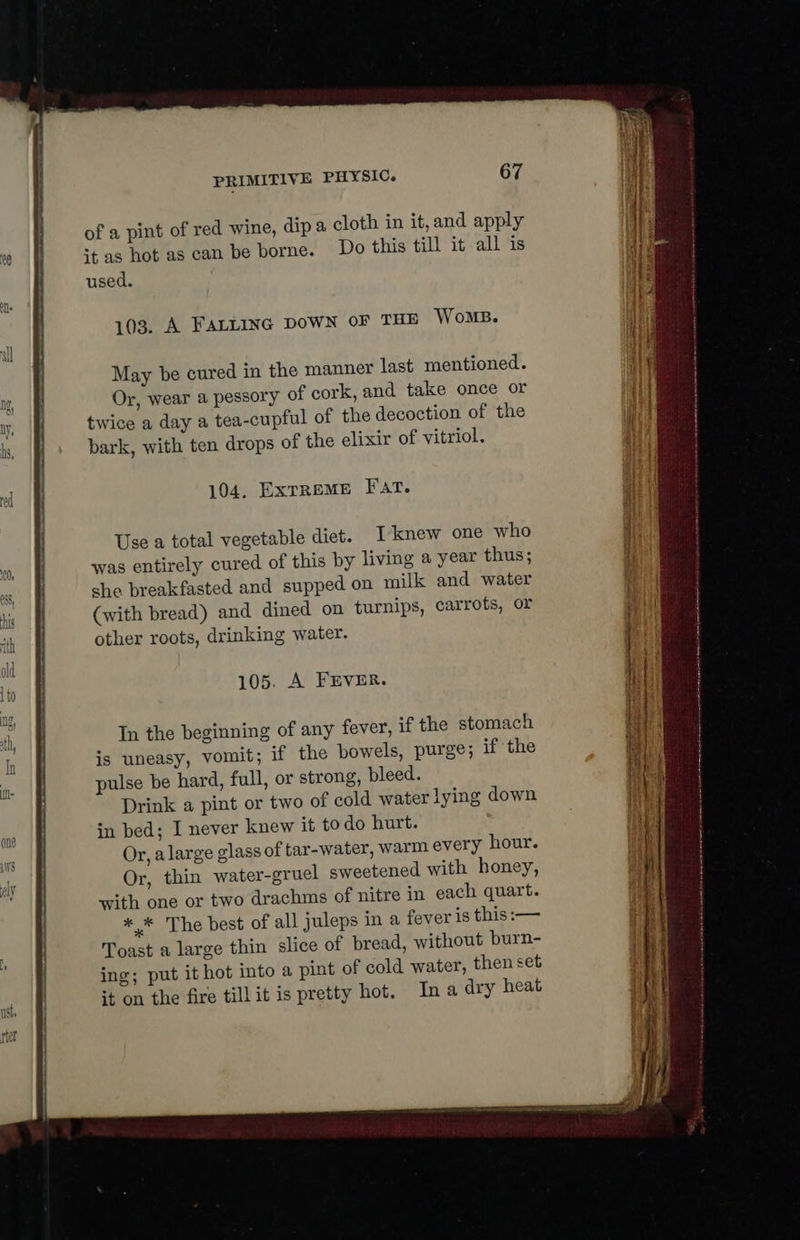 PRIMITIVE PHYSIC. 67
of a pint of red wine, dip a cloth in it, and apply
it as hot as can be borne. Do this till it all is
used.
103. A FALLING DOWN OF THE WOMB.
May be cured in the manner last mentioned.
Or, wear a pessory of cork, and take once or
twice a day a tea-cupful of the decoction of the
bark, with ten drops of the elixir of vitriol.
104. EXTREME FAT.
Use a total vegetable diet. I knew one who
was entirely cured of this by living a year thus;
she breakfasted and supped on milk and water
(with bread) and dined on turnips, carrots, or
other roots, drinking water.
105. A FEVER.
In the beginning of any fever, if the stomach
is uneasy, vomit; if the bowels, purge; if the
pulse be hard, full, or strong, bleed.
Drink a pint or two of cold water lying down
in bed; I never knew it to do hurt.
Or, a large glass of tar-water, warm every hour.
Or, thin water-gruel sweetened with honey,
with one or two drachms of nitre in each quart.
*** The best of all juleps in a fever is this:—
Toast a large thin slice of bread, without burn-
ing; put it hot into a pint of cold water, then set
it on the fire till it is pretty hot. In a dry heat